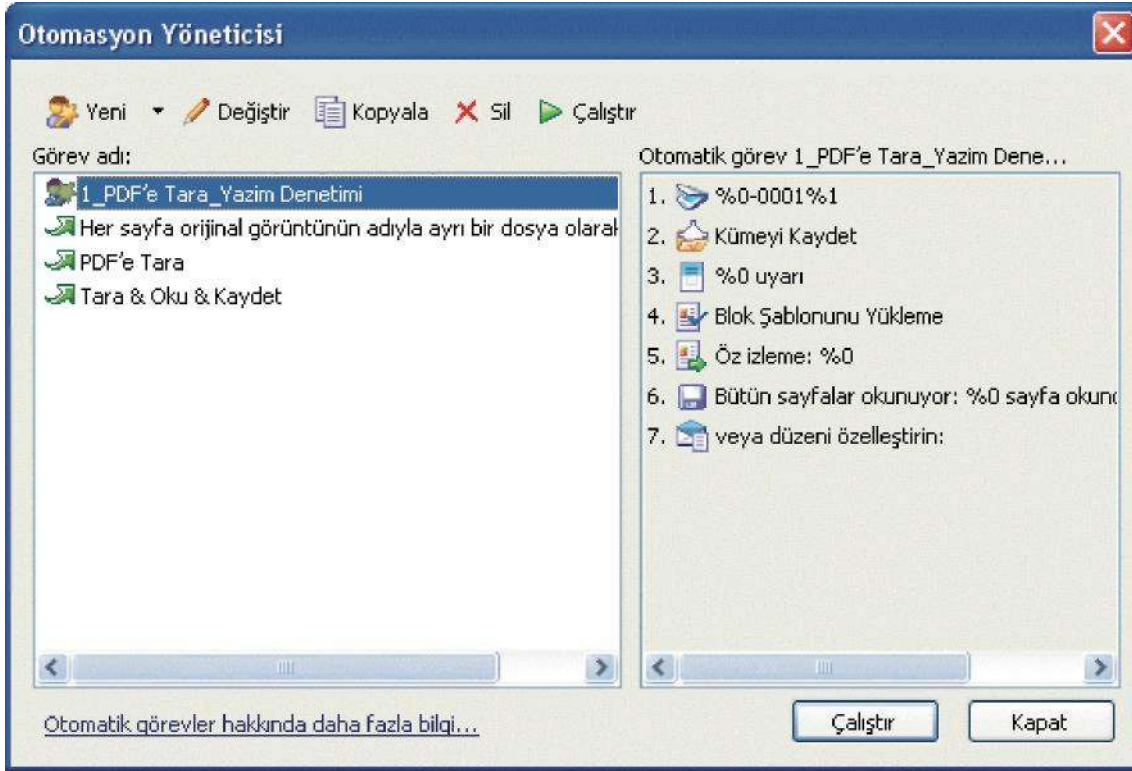 Otomasyon Yöneticisi
Yeni Değiştir Kopyala Sil Çalıştır
Görev adı:
1_PDF'e Tara_Yazim Denetimi
Her sayfa orijinal görüntünün adıyla ayrı bir dosya olarak
PDF'e Tara
Tara & Oku & Kaydet
Otomatik görev 1_PDF'e Tara_Yazim Dene...
1. %0-0001%1
2. Kümeyi Kaydet
3. %0 uyarı
4. Blok Şablonunu Yükleme
5. Öz izleme: %0
6. Bütün sayfalar okunuyor: %0 sayfa okund
7. veya düzeni özelleştirin:
Otomatik görevler hakkında daha fazla bilgi...
Çalıştır Kapat